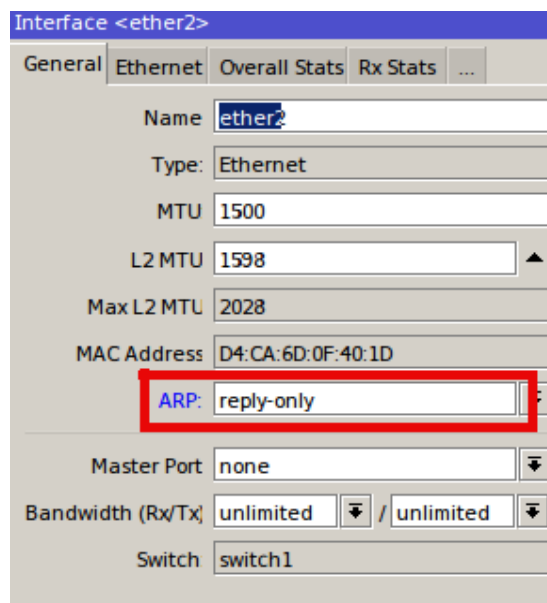 Interface <ether2>
General Ethernet Overall Stats Rx Stats ...
Name ether2
Type: Ethernet
MTU 1500
L2 MTU 1598
Max L2 MTU 2028
MAC Address D4:CA:6D:0F:40:1D
ARP: reply-only
Master Port none
Bandwidth (Rx/Tx) unlimited / unlimited
Switch switch1